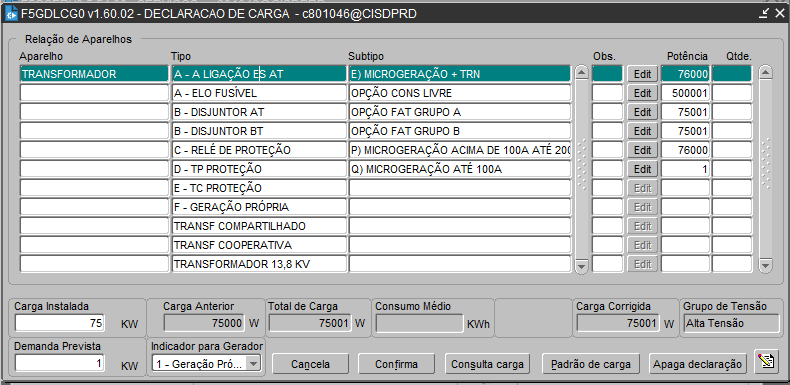 F5GDLCG0 v1.60.02 - DECLARACAO DE CARGA - c801046@CISDPRD
Relação de Aparelhos
Aparelho Tipo Subtipo Obs. Potência Qtde.
TRANSFORMADOR A - A LIGAÇÃO ES AT E) MICROGERAÇÃO + TRN Edit 76000
A - ELO FUSÍVEL OPÇÃO CONS LIVRE Edit 500001
B - DISJUNTOR AT OPÇÃO FAT GRUPO A Edit 75001
B - DISJUNTOR BT OPÇÃO FAT GRUPO B Edit 75001
C - RELÉ DE PROTEÇÃO P) MICROGERAÇÃO ACIMA DE 100A ATÉ 200 Edit 76000
D - TP PROTEÇÃO Q) MICROGERAÇÃO ATÉ 100A Edit 1
E - TC PROTEÇÃO Edit
F - GERAÇÃO PRÓPRIA Edit
TRANSF COMPARTILHADO Edit
TRANSF COOPERATIVA Edit
TRANSFORMADOR 13,8 KV Edit
Carga Instalada Carga Anterior Total de Carga Consumo Médio Carga Corrigida Grupo de Tensão
75 KW 75000 W 75001 W KWh 75001 W Alta Tensão
Demanda Prevista Indicador para Gerador
1 KW 1 - Geração Pró... Cancela Confirma Consulta carga Padrão de carga Apaga declaração